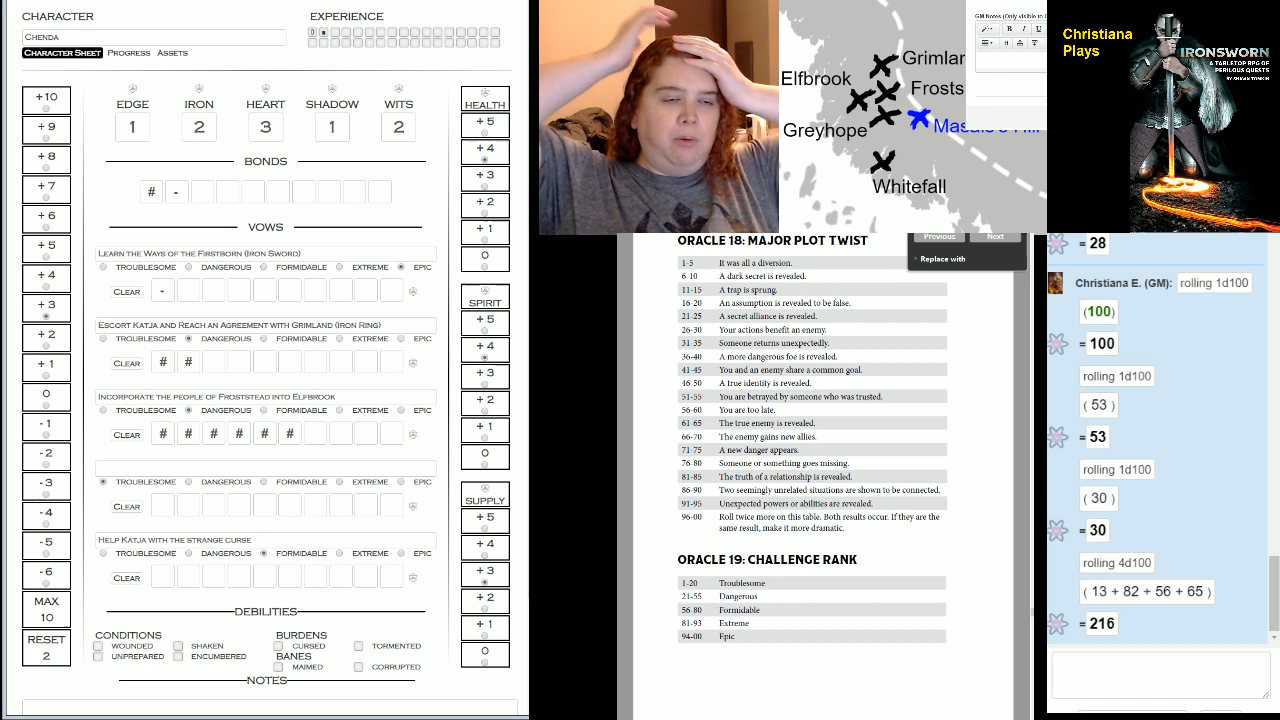 CHARACTER
CHENDA
CHARACTER SHEET PROGRESS ASSETS
EXPERIENCE
+10
+9
+8
+7
+6
+5
+4
+3
+2
+1
0
-1
-2
-3
-4
-5
-6
MAX
10
RESET
2
EDGE IRON HEART SHADOW WITS
1 2 3 1 2
BONDS
# -
VOWS
LEARN THE WAYS OF THE FIRSTBORN (IRON SWORD)
TROUBLESOME DANGEROUS FORMIDABLE EXTREME EPIC
CLEAR -
ESCORT KATJA AND REACH AN AGREEMENT WITH GRIMLAND (IRON RING)
TROUBLESOME DANGEROUS FORMIDABLE EXTREME EPIC
CLEAR # #
INCORPORATE THE PEOPLE OF FROSTSTEAD INTO ELFBROOK
TROUBLESOME DANGEROUS FORMIDABLE EXTREME EPIC
CLEAR # # # # # #
TROUBLESOME DANGEROUS FORMIDABLE EXTREME EPIC
CLEAR
HELP KATJA WITH THE STRANGE CURSE
TROUBLESOME DANGEROUS FORMIDABLE EXTREME EPIC
CLEAR
DEBILITIES
CONDITIONS BURDENS
WOUNDED SHAKEN CURSED TORMENTED
UNPREPARED ENCUMBERED BANES
MAIMED CORRUPTED
NOTES
HEALTH
+5
+4
+3
+2
+1
0
SPIRIT
+5
+4
+3
+2
+1
0
SUPPLY
+5
+4
+3
+2
+1
0
Elfbrook
Grimlan
Frosts
Greyhope
Whitefall
GM Notes (Only visible to
B I U
Christiana
Plays
IRONSWORN
A TABLETOP RPG OF
PERILOUS QUESTS
BY SHAWN TOMKIN
Previous Next
Replace with
ORACLE 18: MAJOR PLOT TWIST
1-5 It was all a diversion.
6-10 A dark secret is revealed.
11-15 A trap is sprung.
16-20 An assumption is revealed to be false.
21-25 A secret alliance is revealed.
26-30 Your actions benefit an enemy.
31-35 Someone returns unexpectedly.
36-40 A more dangerous foe is revealed.
41-45 You and an enemy share a common goal.
46-50 A true identity is revealed.
51-55 You are betrayed by someone who was trusted.
56-60 You are too late.
61-65 The true enemy is revealed.
66-70 The enemy gains new allies.
71-75 A new danger appears.
76-80 Someone or something goes missing.
81-85 The truth of a relationship is revealed.
86-90 Two seemingly unrelated situations are shown to be connected.
91-95 Unexpected powers or abilities are revealed.
96-00 Roll twice more on this table. Both results occur. If they are the
same result, make it more dramatic.
ORACLE 19: CHALLENGE RANK
1-20 Troublesome
21-55 Dangerous
56-80 Formidable
81-93 Extreme
94-00 Epic
= 28
Christiana E. (GM): rolling 1d100
(100)
= 100
rolling 1d100
( 53 )
= 53
rolling 1d100
( 30 )
= 30
rolling 4d100
( 13 + 82 + 56 + 65 )
= 216